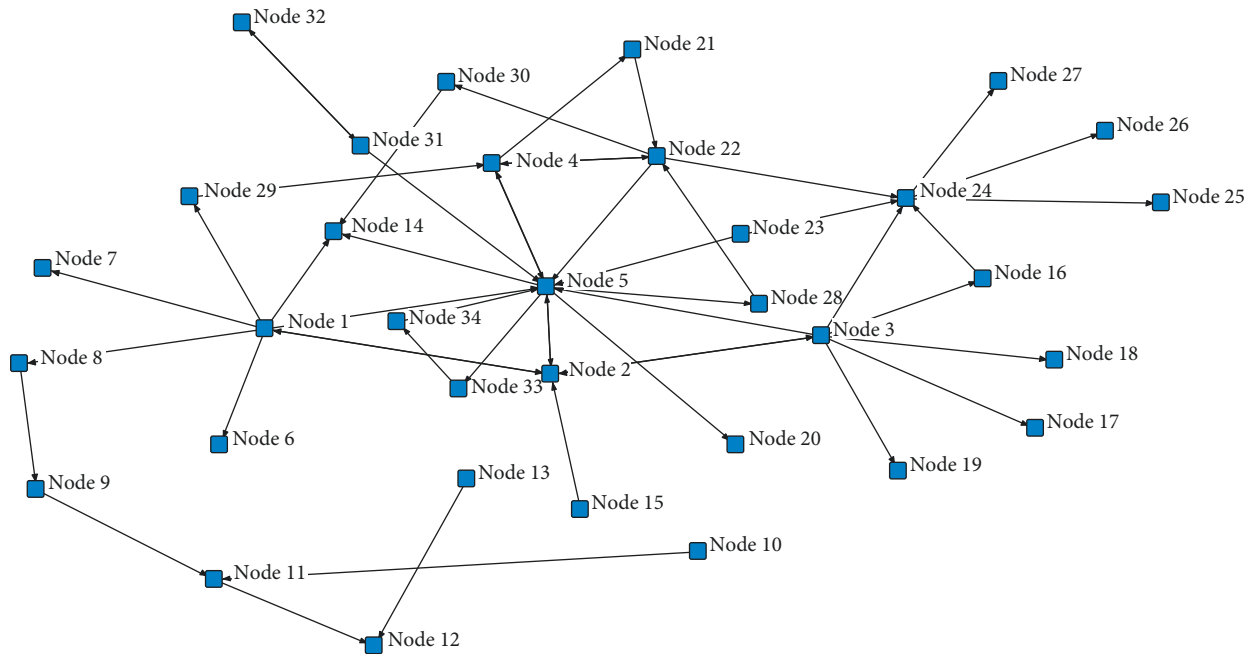 Node 32
Node 21
Node 30
Node 27
Node 26
Node 31
Node 4
Node 22
Node 29
Node 24
Node 25
Node 14
Node 23
Node 7
Node 5
Node 16
Node 28
Node 1
Node 34
Node 3
Node 8
Node 2
Node 18
Node 33
Node 20
Node 17
Node 6
Node 19
Node 13
Node 9
Node 15
Node 10
Node 11
Node 12